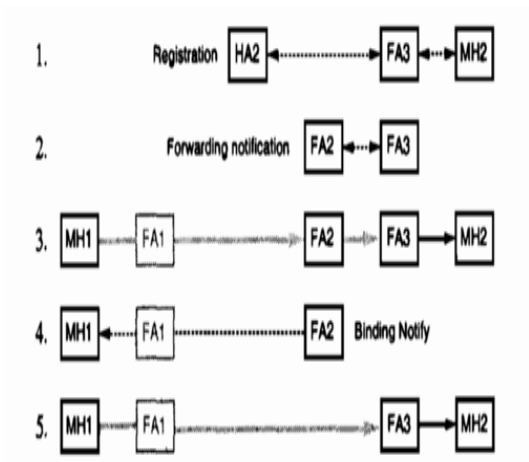 1. Registration HA2 FA3 MH2
2. Forwarding notification FA2 FA3
3. MH1 FA1 FA2 FA3 MH2
4. MH1 FA1 FA2 Binding Notify
5. MH1 FA1 FA3 MH2